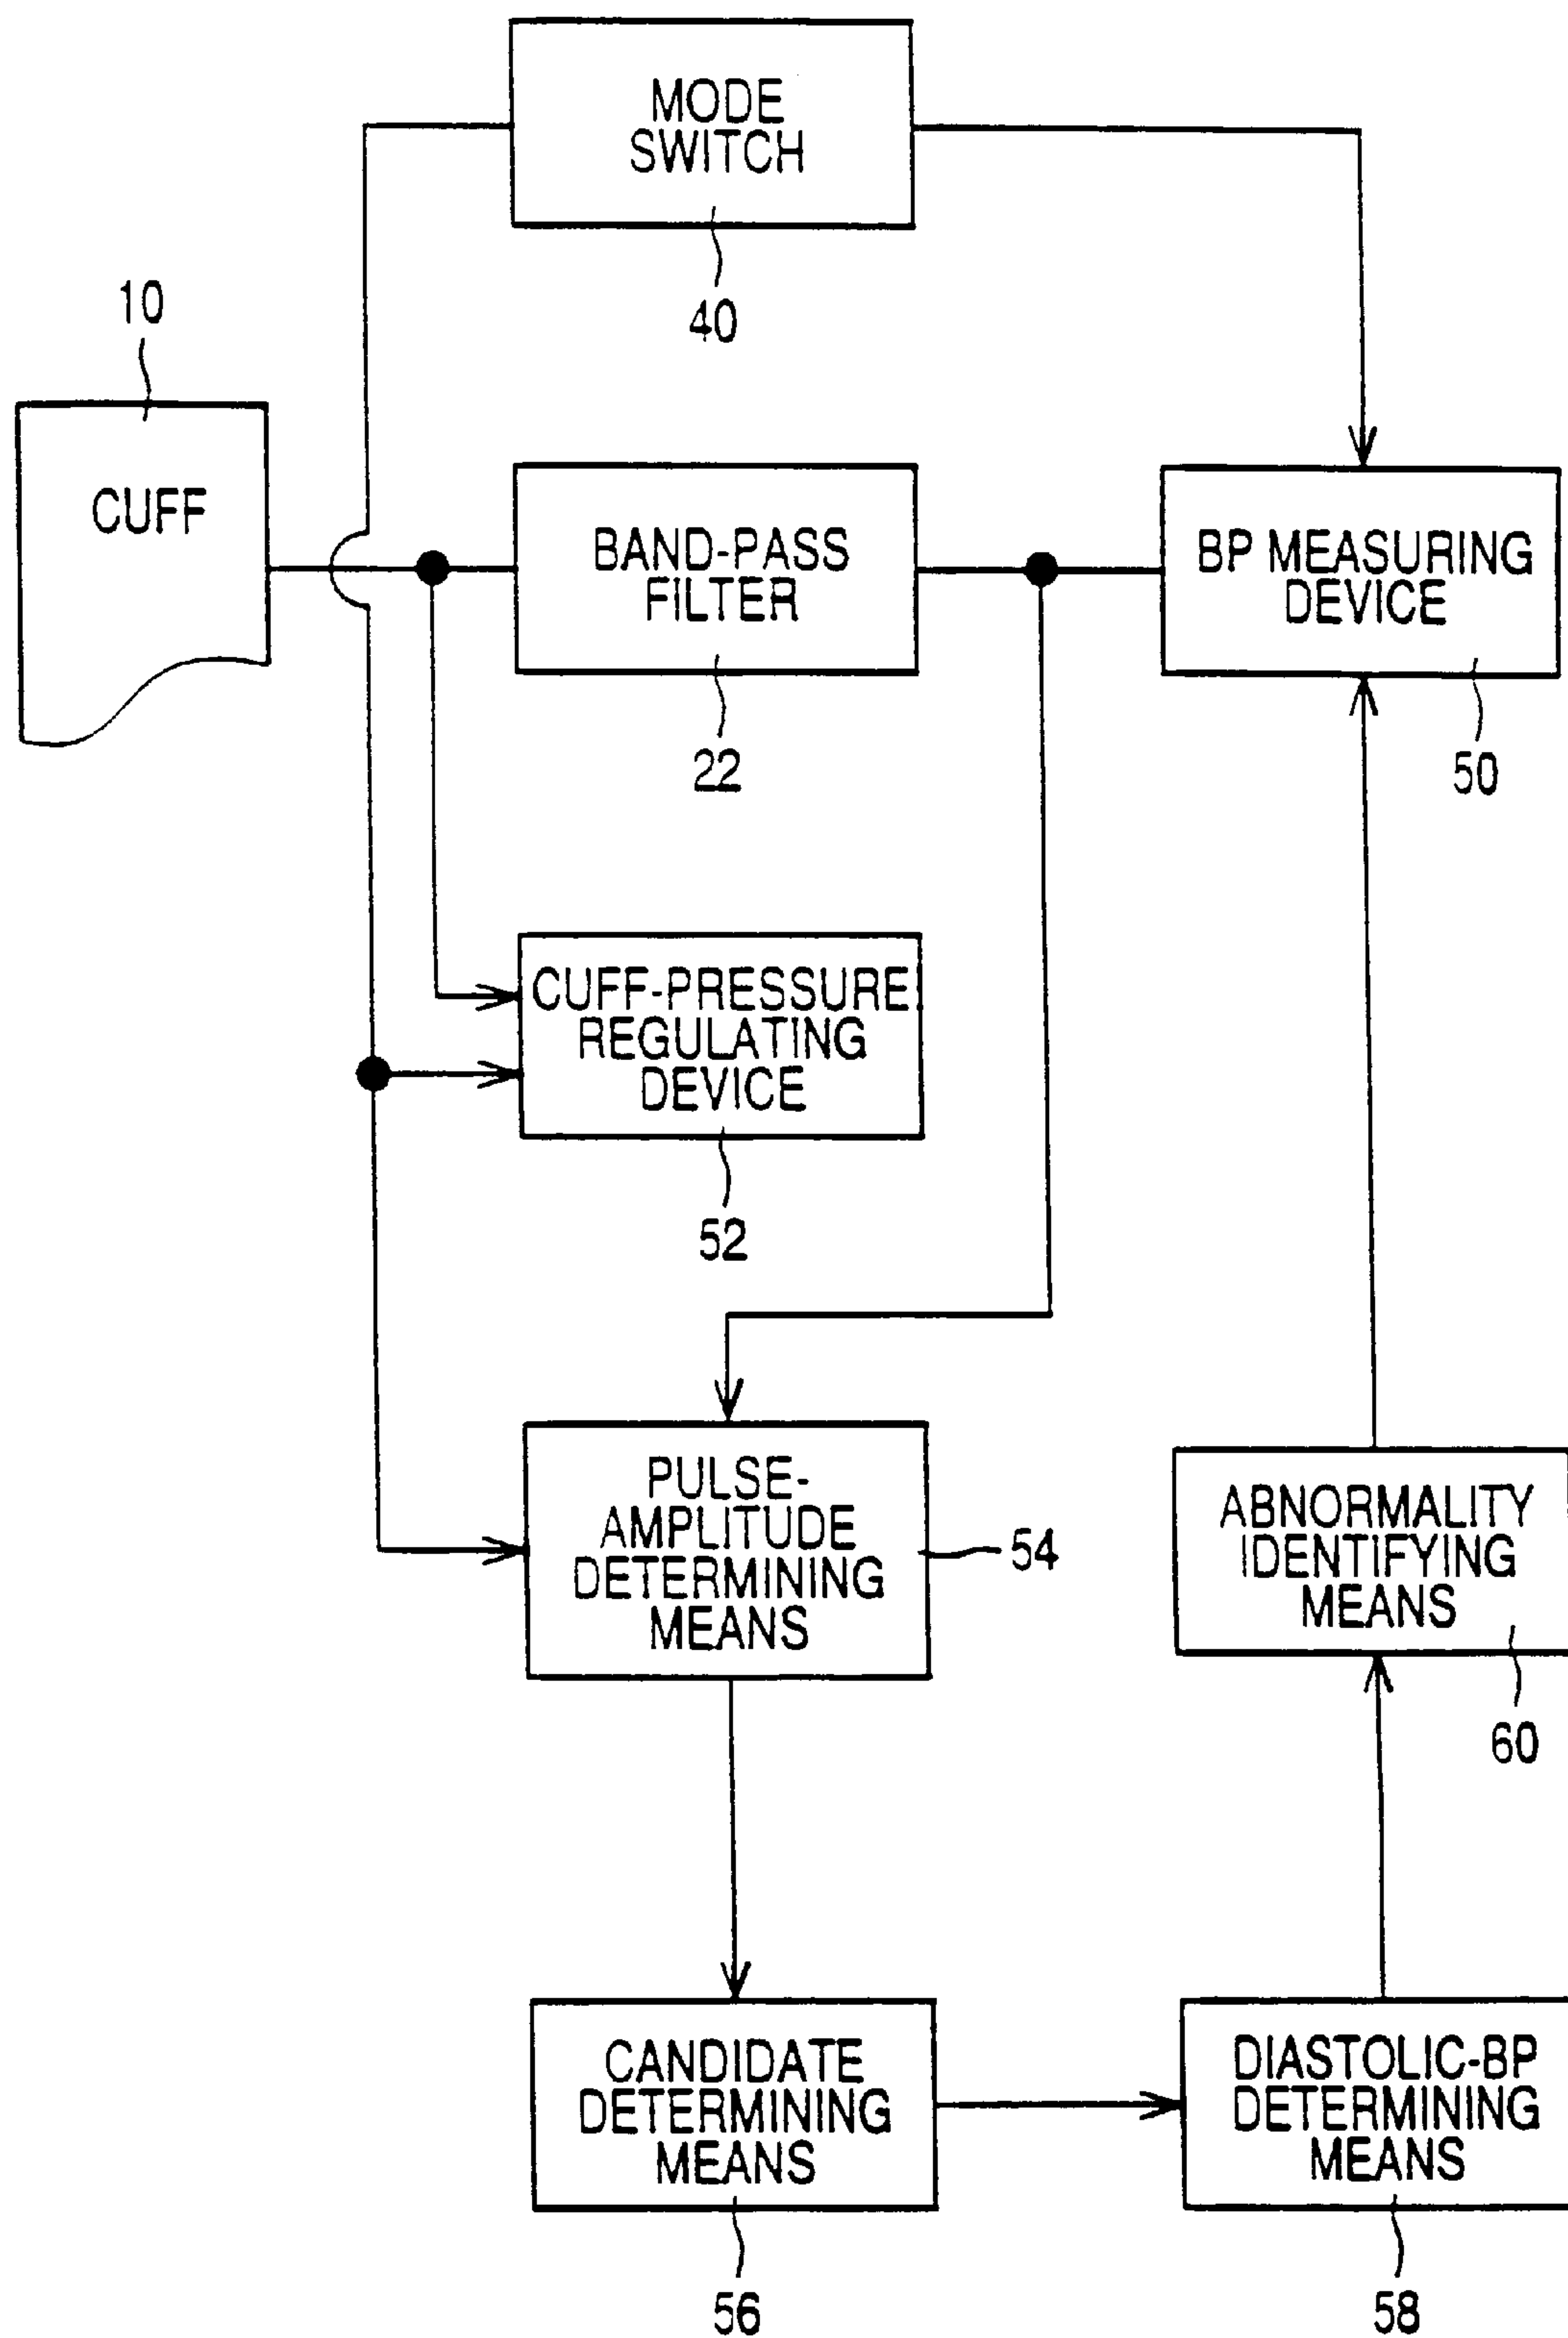 MODE
SWITCH
40
10
CUFF
BAND-PASS
FILTER
22
BP MEASURING
DEVICE
50
CUFF-PRESSURE
REGULATING
DEVICE
52
PULSE-
AMPLITUDE
DETERMINING
MEANS
54
ABNORMALITY
IDENTIFYING
MEANS
60
CANDIDATE
DETERMINING
MEANS
56
DIASTOLIC-BP
DETERMINING
MEANS
58